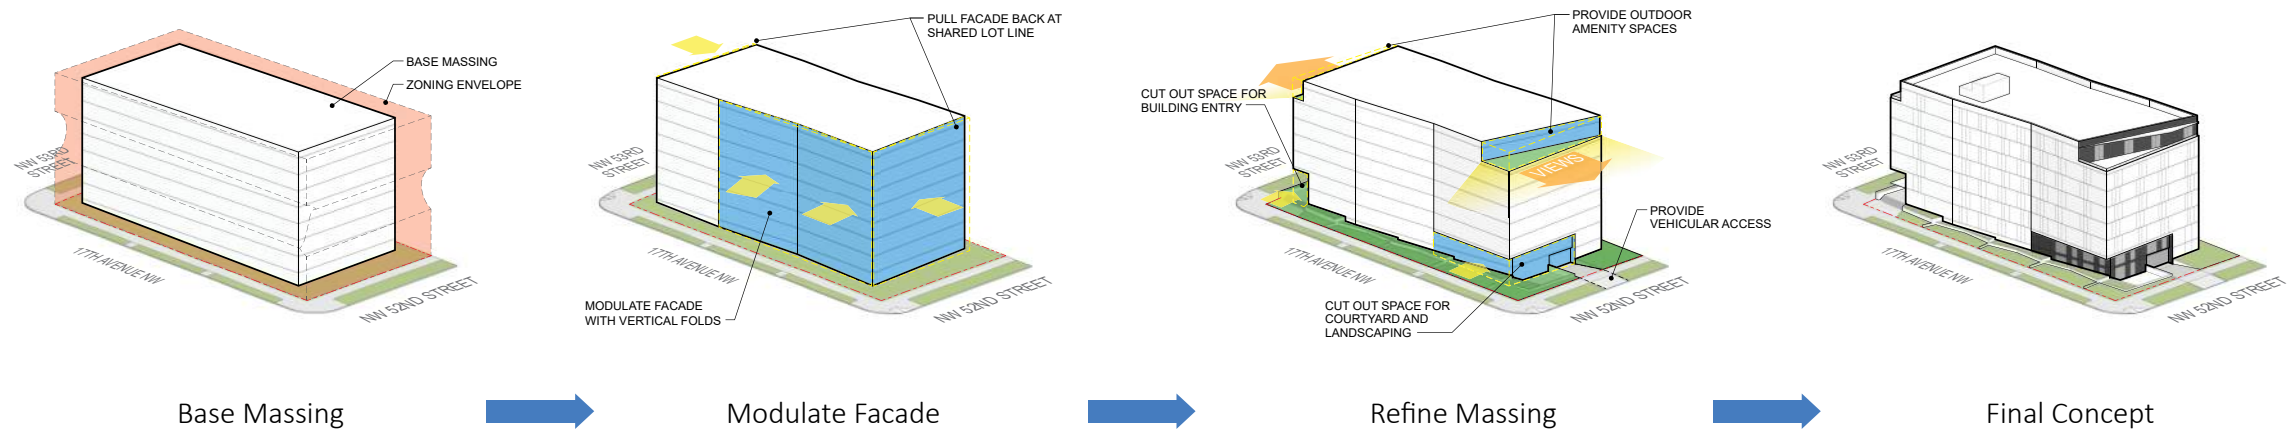 BASE MASSING
ZONING ENVELOPE
NW 53RD
STREET
17TH AVENUE NW
NW 52ND STREET
Base Massing
PULL FACADE BACK AT
SHARED LOT LINE
NW 53RD
STREET
17TH AVENUE NW
NW 52ND STREET
MODULATE FACADE
WITH VERTICAL FOLDS
Modulate Facade
PROVIDE OUTDOOR
AMENITY SPACES
CUT OUT SPACE FOR
BUILDING ENTRY
NW 53RD
STREET
VIEWS
PROVIDE
VEHICULAR ACCESS
17TH AVENUE NW
NW 52ND STREET
CUT OUT SPACE FOR
COURTYARD AND
LANDSCAPING
Refine Massing
NW 53RD
STREET
17TH AVENUE NW
NW 52ND STREET
Final Concept